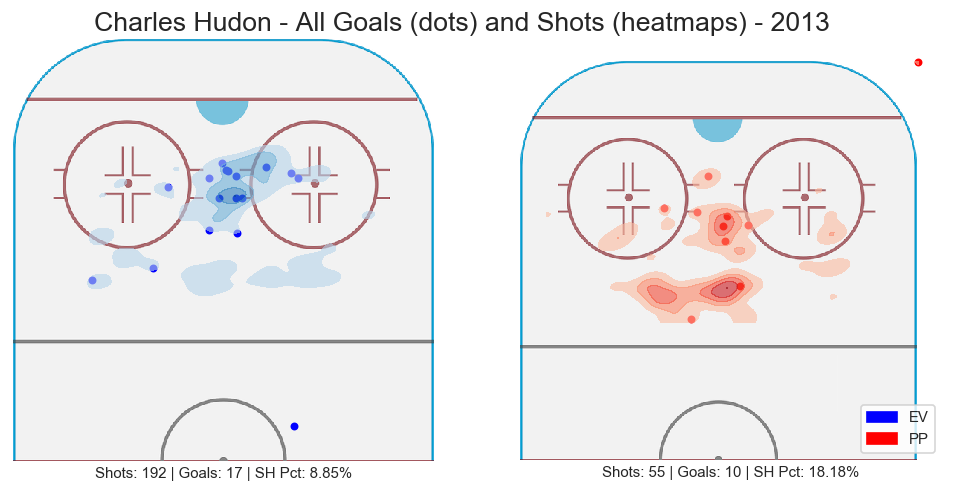 Charles Hudon - All Goals (dots) and Shots (heatmaps) - 2013
EV
PP
Shots: 192 | Goals: 17 | SH Pct: 8.85%
Shots: 55 | Goals: 10 | SH Pct: 18.18%